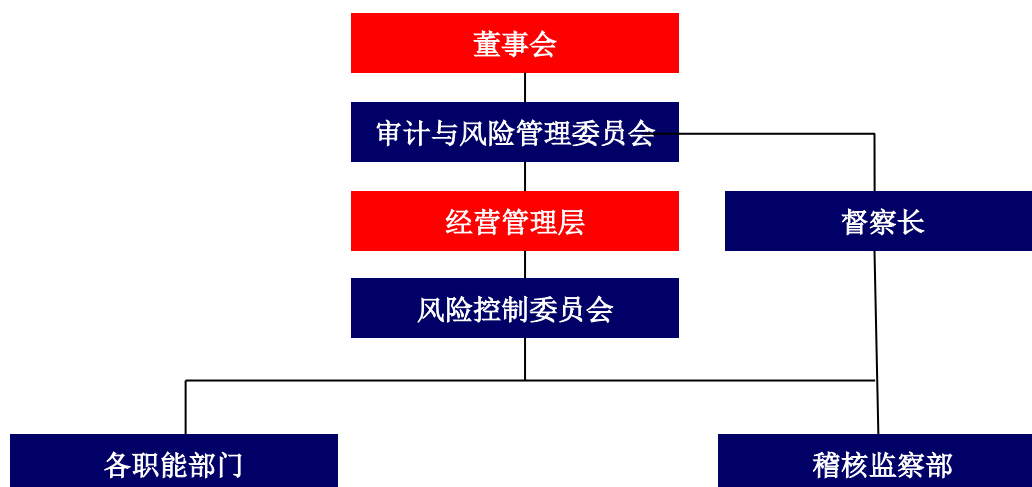 董事会
审计与风险管理委员会
经营管理层
督察长
风险控制委员会
各职能部门
稽核监察部